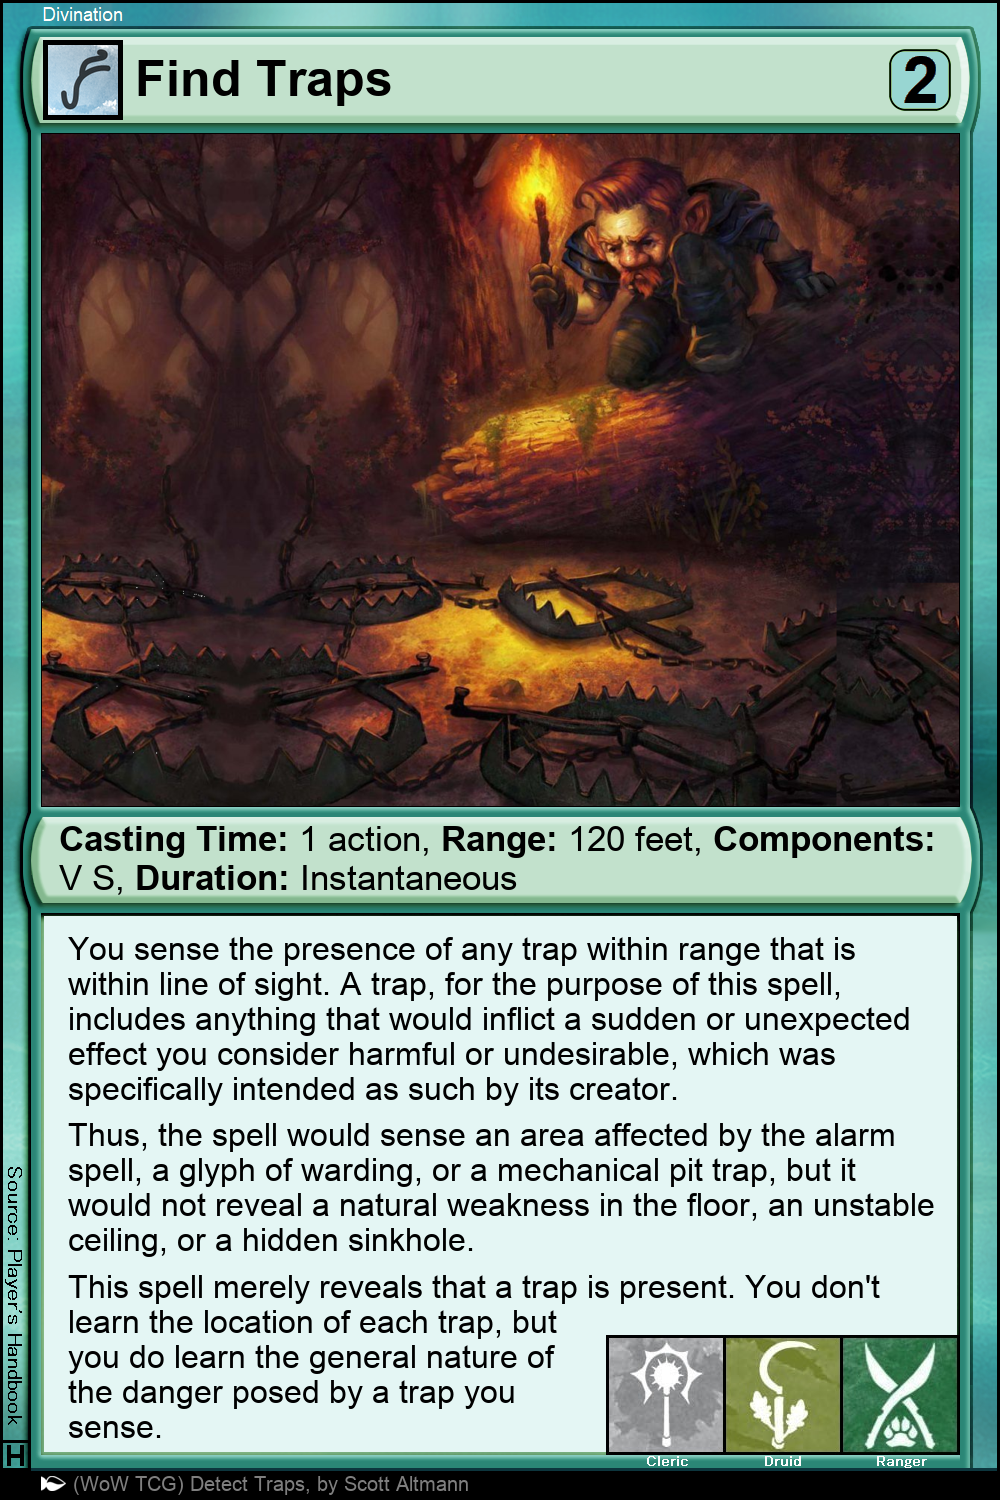 Divination
Find Traps
2
Casting Time: 1 action, Range: 120 feet, Components:
V S, Duration: Instantaneous
You sense the presence of any trap within range that is
within line of sight. A trap, for the purpose of this spell,
includes anything that would inflict a sudden or unexpected
effect you consider harmful or undesirable, which was
specifically intended as such by its creator.
Thus, the spell would sense an area affected by the alarm
spell, a glyph of warding, or a mechanical pit trap, but it
would not reveal a natural weakness in the floor, an unstable
ceiling, or a hidden sinkhole.
This spell merely reveals that a trap is present. You don't
learn the location of each trap, but
you do learn the general nature of
the danger posed by a trap you
sense.
Cleric Druid Ranger
Source: Player's Handbook
H
(WoW TCG) Detect Traps, by Scott Altmann